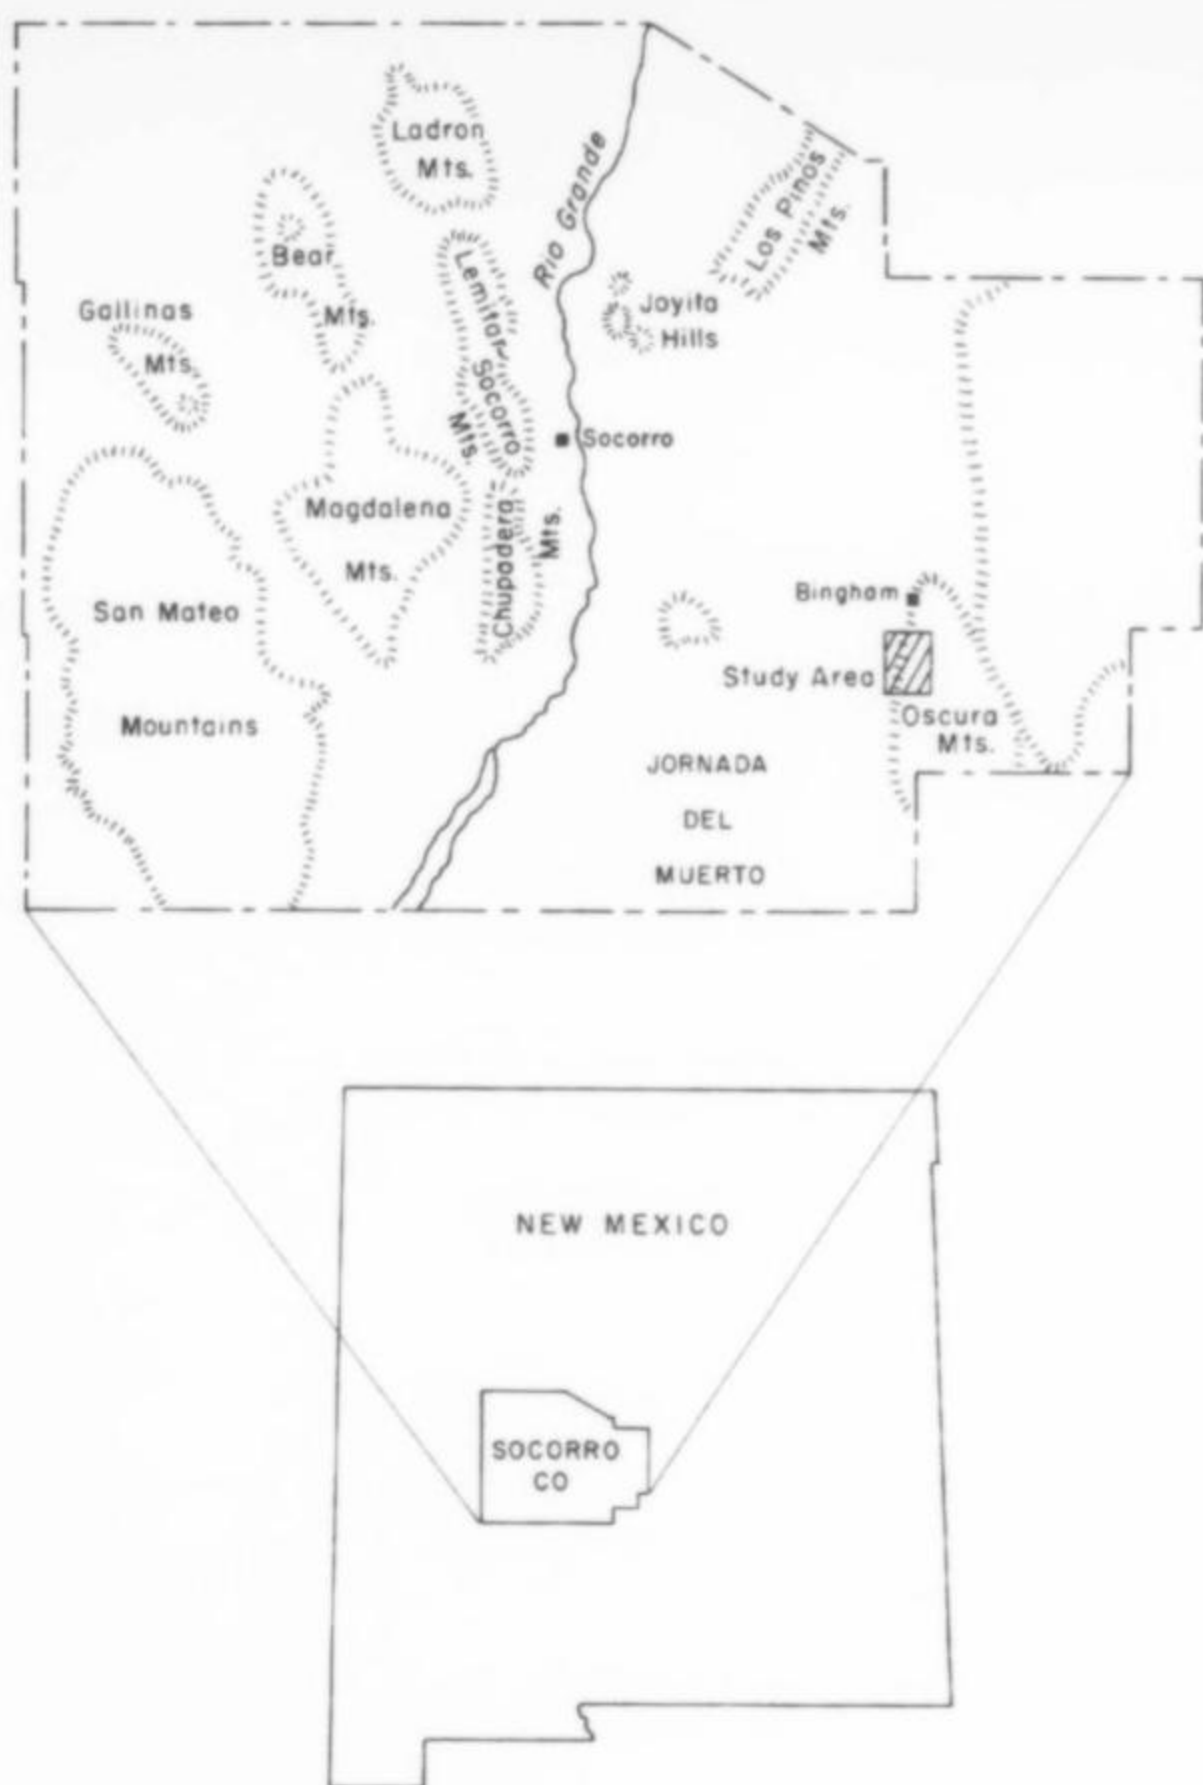 Ladron
Mts.
Rio Grande
Los Pinos
Mts.
Bear
Mts.
Lemitar
Gallinas
Mts.
Joyita
Hills
Socorro
Mts.
Socorro
Magdalena
Mts.
Chupadera
Mts.
San Mateo
Mountains
Bingham
Study Area
Oscura
Mts.
JORNADA
DEL
MUERTO
NEW MEXICO
SOCORRO
CO